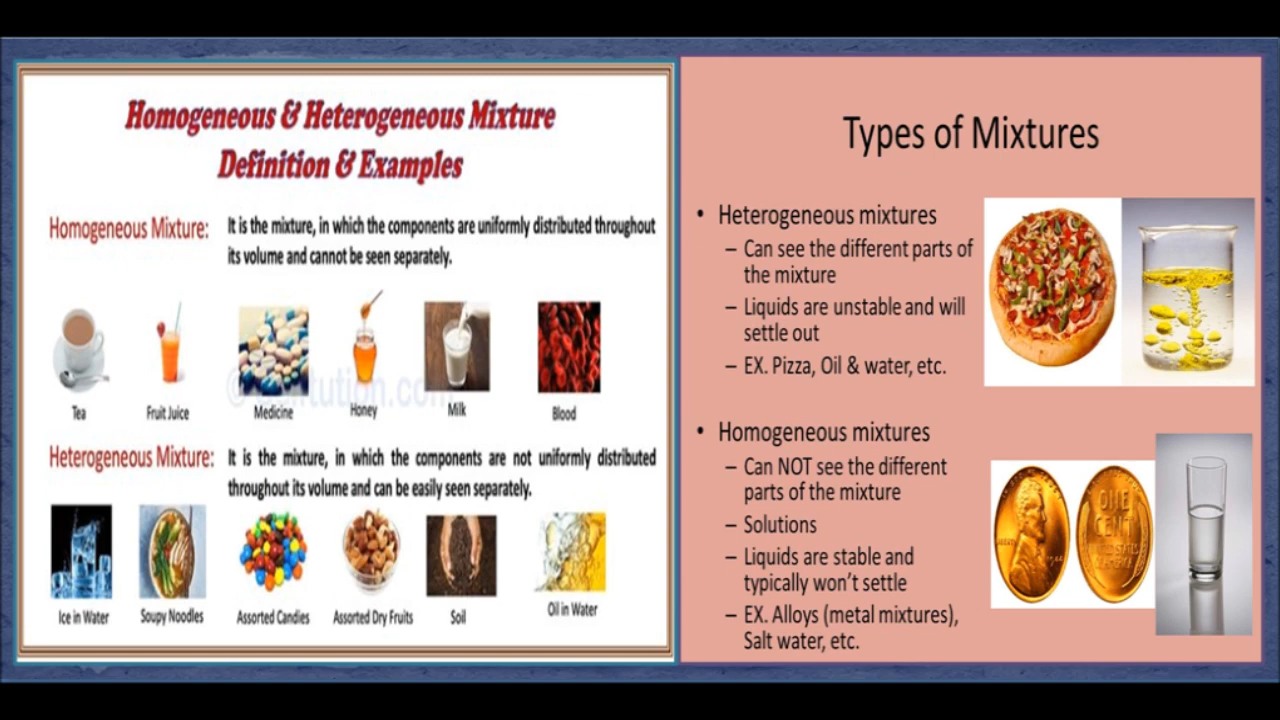 Homogeneous & Heterogeneous Mixture
Definition & Examples
Homogeneous Mixture:
It is the mixture, in which the components are uniformly distributed throughout
its volume and cannot be seen separately.
Tea
Fruit Juice
Medicine
Honey
Milk
Blood
Heterogeneous Mixture:
It is the mixture, in which the components are not uniformly distributed
throughout its volume and can be easily seen separately.
Ice in Water
Soupy Noodles
Assorted Candies
Assorted Dry Fruits
Soil
Oil in Water
Types of Mixtures
• Heterogeneous mixtures
– Can see the different parts of
the mixture
– Liquids are unstable and will
settle out
– EX. Pizza, Oil & water, etc.
• Homogeneous mixtures
– Can NOT see the different
parts of the mixture
– Solutions
– Liquids are stable and
typically won't settle
– EX. Alloys (metal mixtures),
Salt water, etc.
ONE
CENT